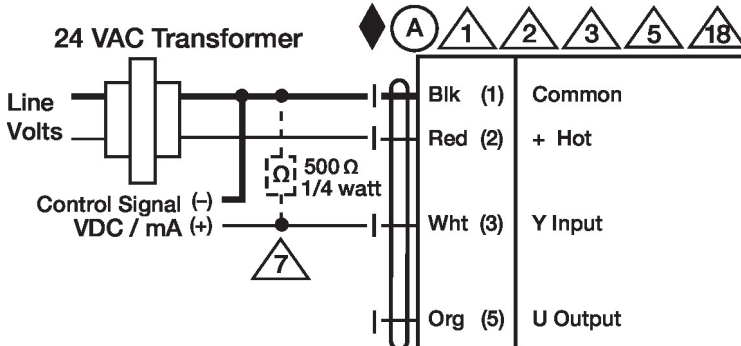 24 VAC Transformer
A 1 2 3 5 18
Line
Volts
Blk (1) Common
Red (2) + Hot
Ω 500 Ω
1/4 watt
Control Signal (-)
VDC / mA (+)
Wht (3) Y Input
7
Org (5) U Output